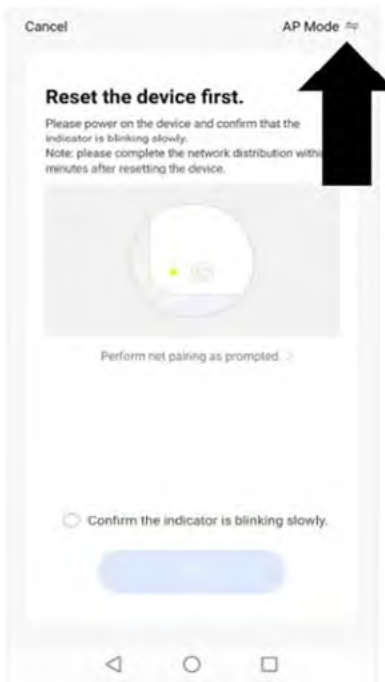 Cancel
AP Mode
Reset the device first.
Please power on the device and confirm that the
indicator is blinking slowly.
Note: please complete the network distribution
minutes after resetting the device.
Perform net pairing as prompted.
Confirm the indicator is blinking slowly.